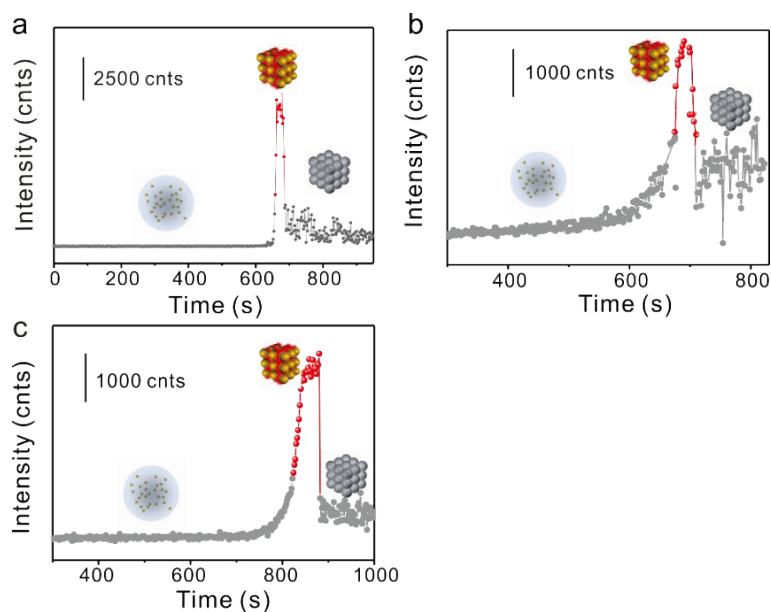 a
2500 cnts
Intensity (cnts)
0 200 400 600 800
Time (s)
b
1000 cnts
Intensity (cnts)
400 600 800
Time (s)
c
1000 cnts
Intensity (cnts)
400 600 800 1000
Time (s)